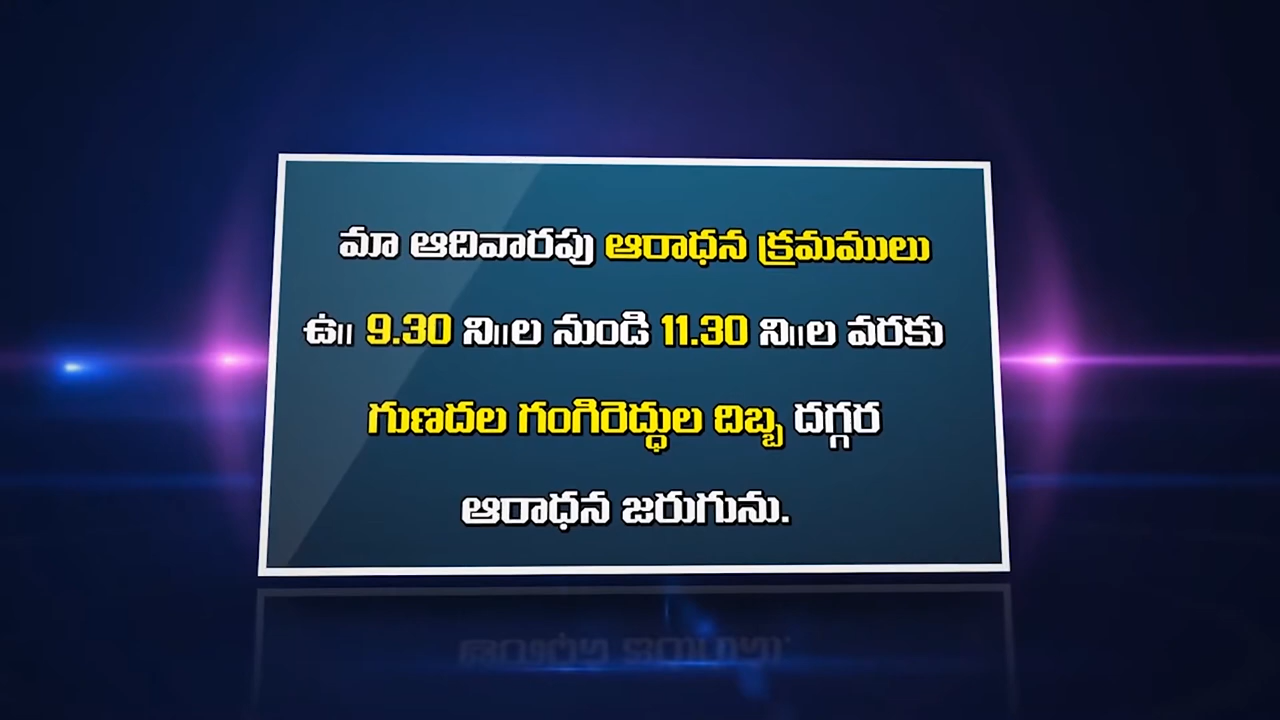 మా ఆదివారపు ఆరాధన క్రమములు
ఉ॥ 9.30 ని॥ల నుండి 11.30 ని॥ల వరకు
గుణదల గంగిరెద్ధుల దిబ్బ దగ్గర
ఆరాధన జరుగును.